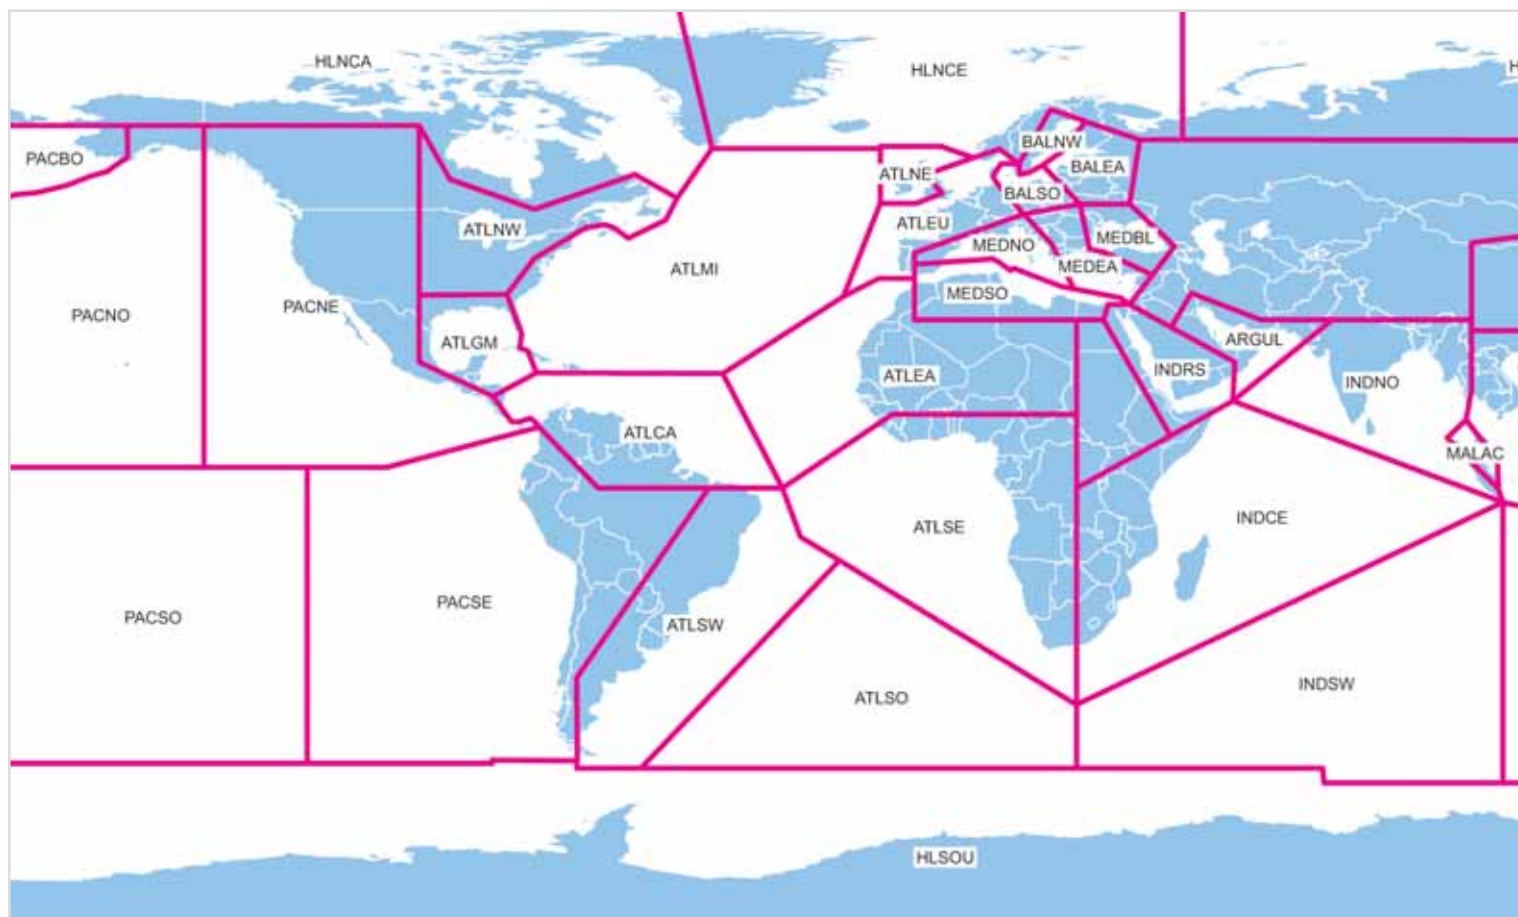 HLNCA
HLNCE
H
PACBO
BALNW
BALEA
ATLNE
BALSO
ATLNW
ATLEU
MEDNO
MEDBL
ATLMI
MEDEA
MEDSO
PACNO
PACNE
ATLGM
ARGUL
INDRS
ATLEA
INDNO
ATLCA
MALAC
INDCE
ATLSE
PACSO
PACSE
ATLSW
ATLSO
INDSW
HLSOU